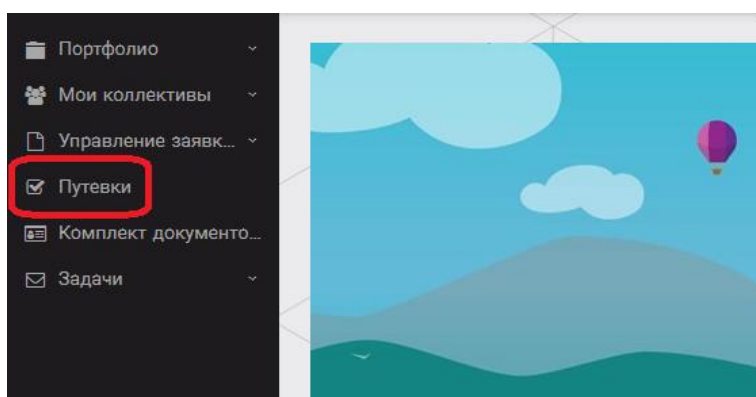 Портфолио
Мои коллективы
Управление заявк...
Путевки
Комплект документо...
Задачи